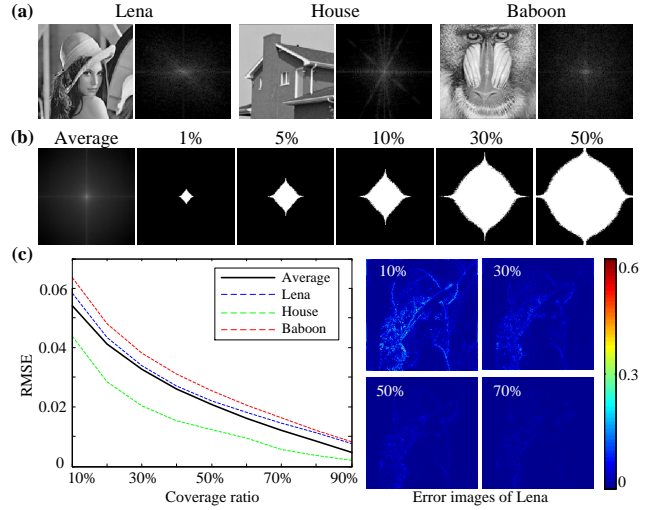 (a) Lena House Baboon
(b) Average 1% 5% 10% 30% 50%
(c)
0.06
0.04
0.02
0
RMSE
Average
Lena
House
Baboon
10% 30% 50% 70% 90%
Coverage ratio
10% 30%
50% 70%
0.6
0.3
0
Error images of Lena